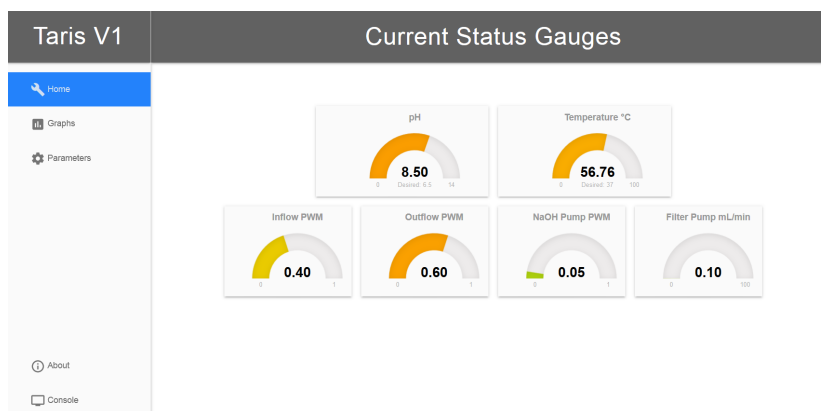 Taris V1
Current Status Gauges
Home
Graphs
Parameters
About
Console
pH
8.50
0 Desired: 6.5 14
Temperature °C
56.76
0 Desired: 37 100
Inflow PWM
0.40
0 1
Outflow PWM
0.60
0 1
NaOH Pump PWM
0.05
0 1
Filter Pump mL/min
0.10
0 100